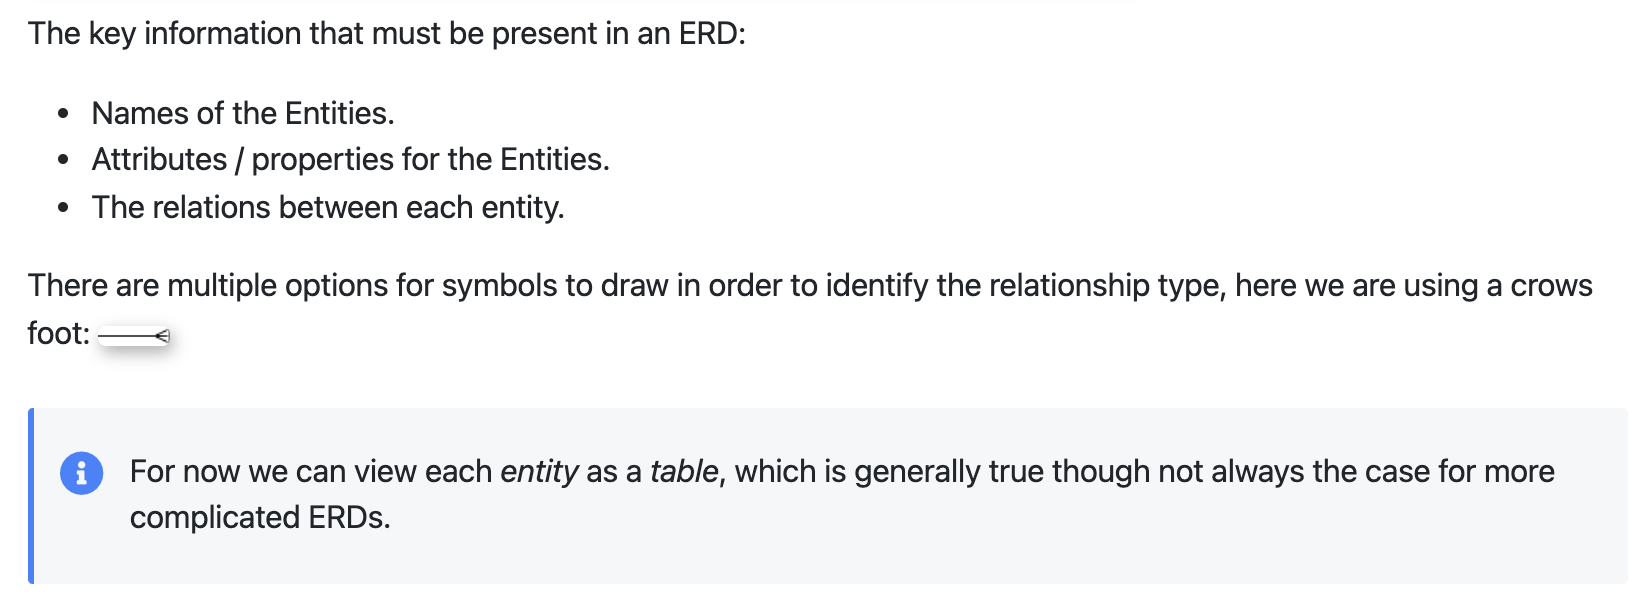 The key information that must be present in an ERD:
• Names of the Entities.
• Attributes / properties for the Entities.
• The relations between each entity.
There are multiple options for symbols to draw in order to identify the relationship type, here we are using a crows
foot:
For now we can view each entity as a table, which is generally true though not always the case for more
complicated ERDs.